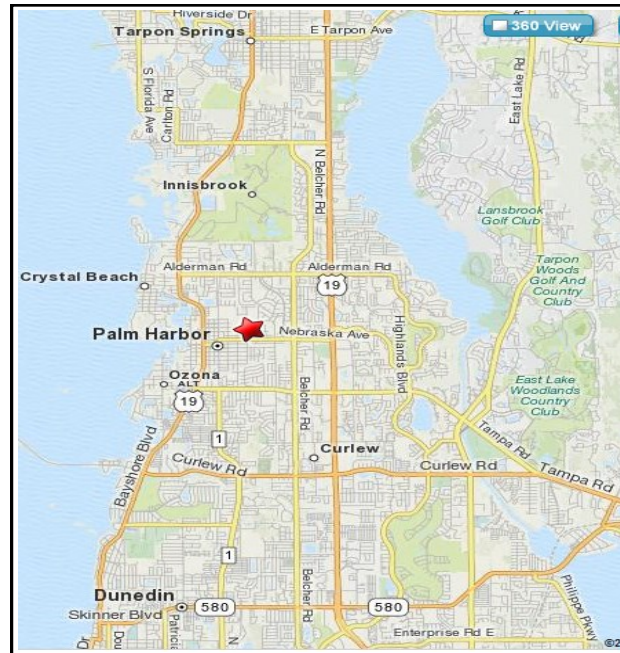 Riverside Dr
360 View
Tarpon Springs
E Tarpon Ave
S Florida Ave
Carlton Rd
East Lake Rd
N Belcher Rd
Innisbrook
Lansbrook
Golf Club
Alderman Rd
Alderman Rd
Crystal Beach
19
Tarpon
Woods
Golf And
Country
Club
Palm Harbor
Nebraska Ave
Highlands Blvd
Ozona
ALT
19
Belcher Rd
East Lake
Woodlands
Country
Club
1
Curlew
Tampa Rd
Bayshore Blvd
Curlew Rd
Curlew Rd
Tampa Rd
1
Dunedin
Skinner Blvd
580
580
Belcher Rd
Philippe Pkwy
Enterprise Rd E
Dr
Patricia
N
©2